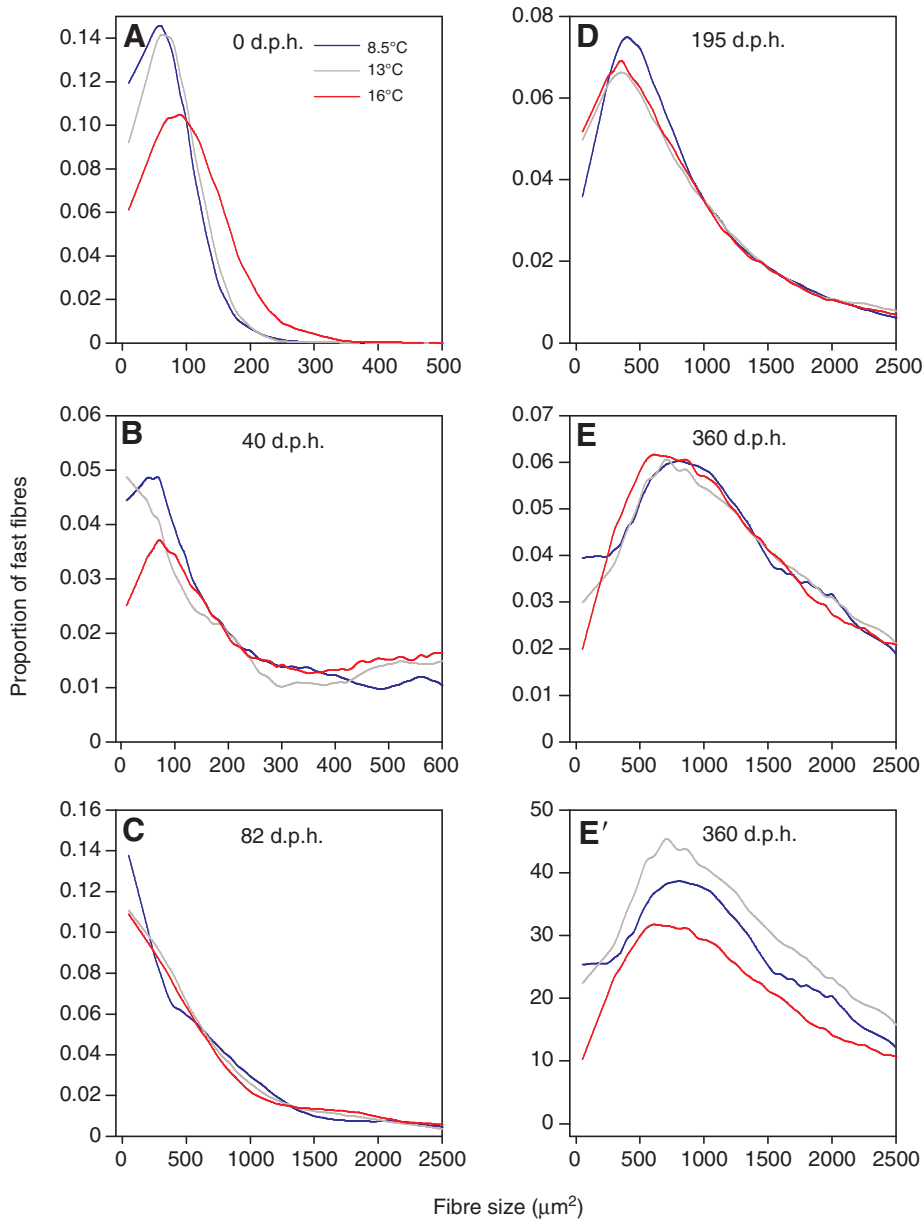 A
0 d.p.h.
8.5°C
13°C
16°C
0.14
0.12
0.10
0.08
0.06
0.04
0.02
0
0 100 200 300 400 500
B
40 d.p.h.
0.06
0.05
0.04
0.03
0.02
0.01
0
0 100 200 300 400 500 600
C
82 d.p.h.
0.16
0.14
0.12
0.10
0.08
0.06
0.04
0.02
0
0 500 1000 1500 2000 2500
D
195 d.p.h.
0.08
0.06
0.04
0.02
0
0 500 1000 1500 2000 2500
E
360 d.p.h.
0.07
0.06
0.05
0.04
0.03
0.02
0.01
0
0 500 1000 1500 2000 2500
E′
360 d.p.h.
50
40
30
20
10
0
0 500 1000 1500 2000 2500
Proportion of fast fibres
Fibre size (μm²)